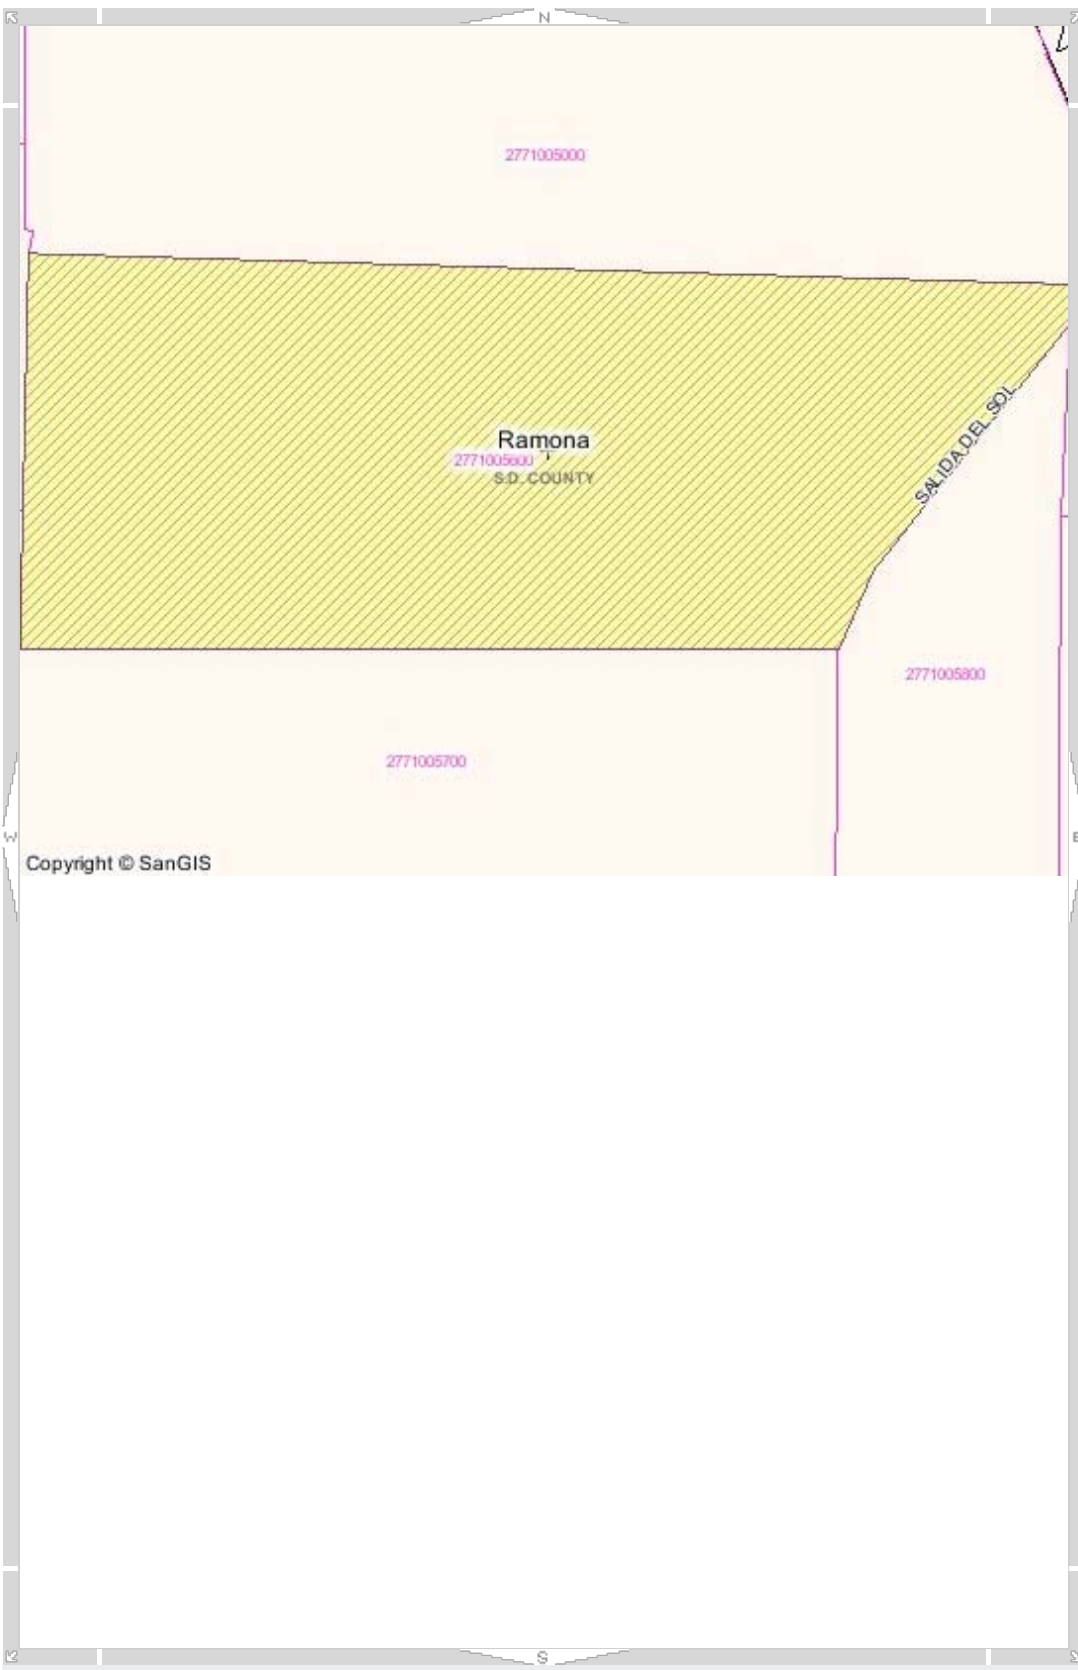 N
2771005000
SALIDA DEL SOL
Ramona
2771005600
S.D. COUNTY
2771005800
2771005700
W
E
Copyright © SanGIS
S